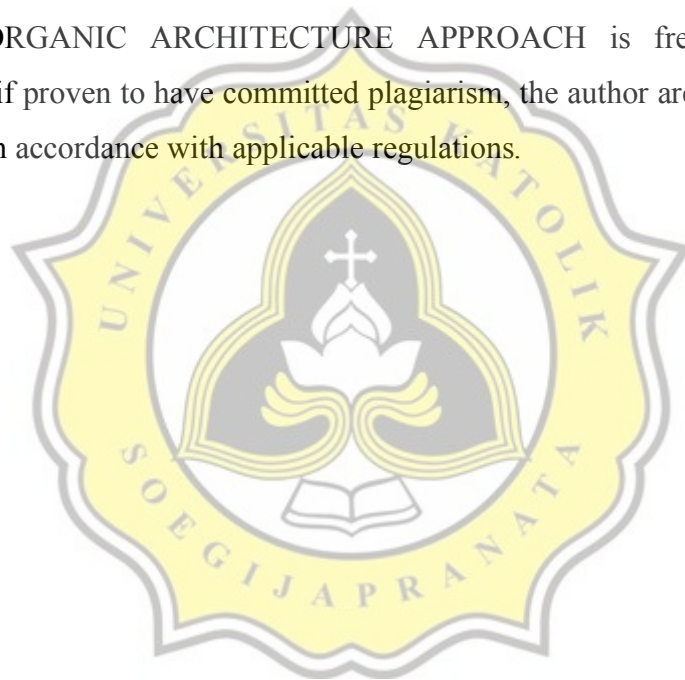 ORGANIC ARCHITECTURE APPROACH is fre
if proven to have committed plagiarism, the author are
n accordance with applicable regulations.
UNIVERSITAS KATOLIK
SOEGIJAPRANATA